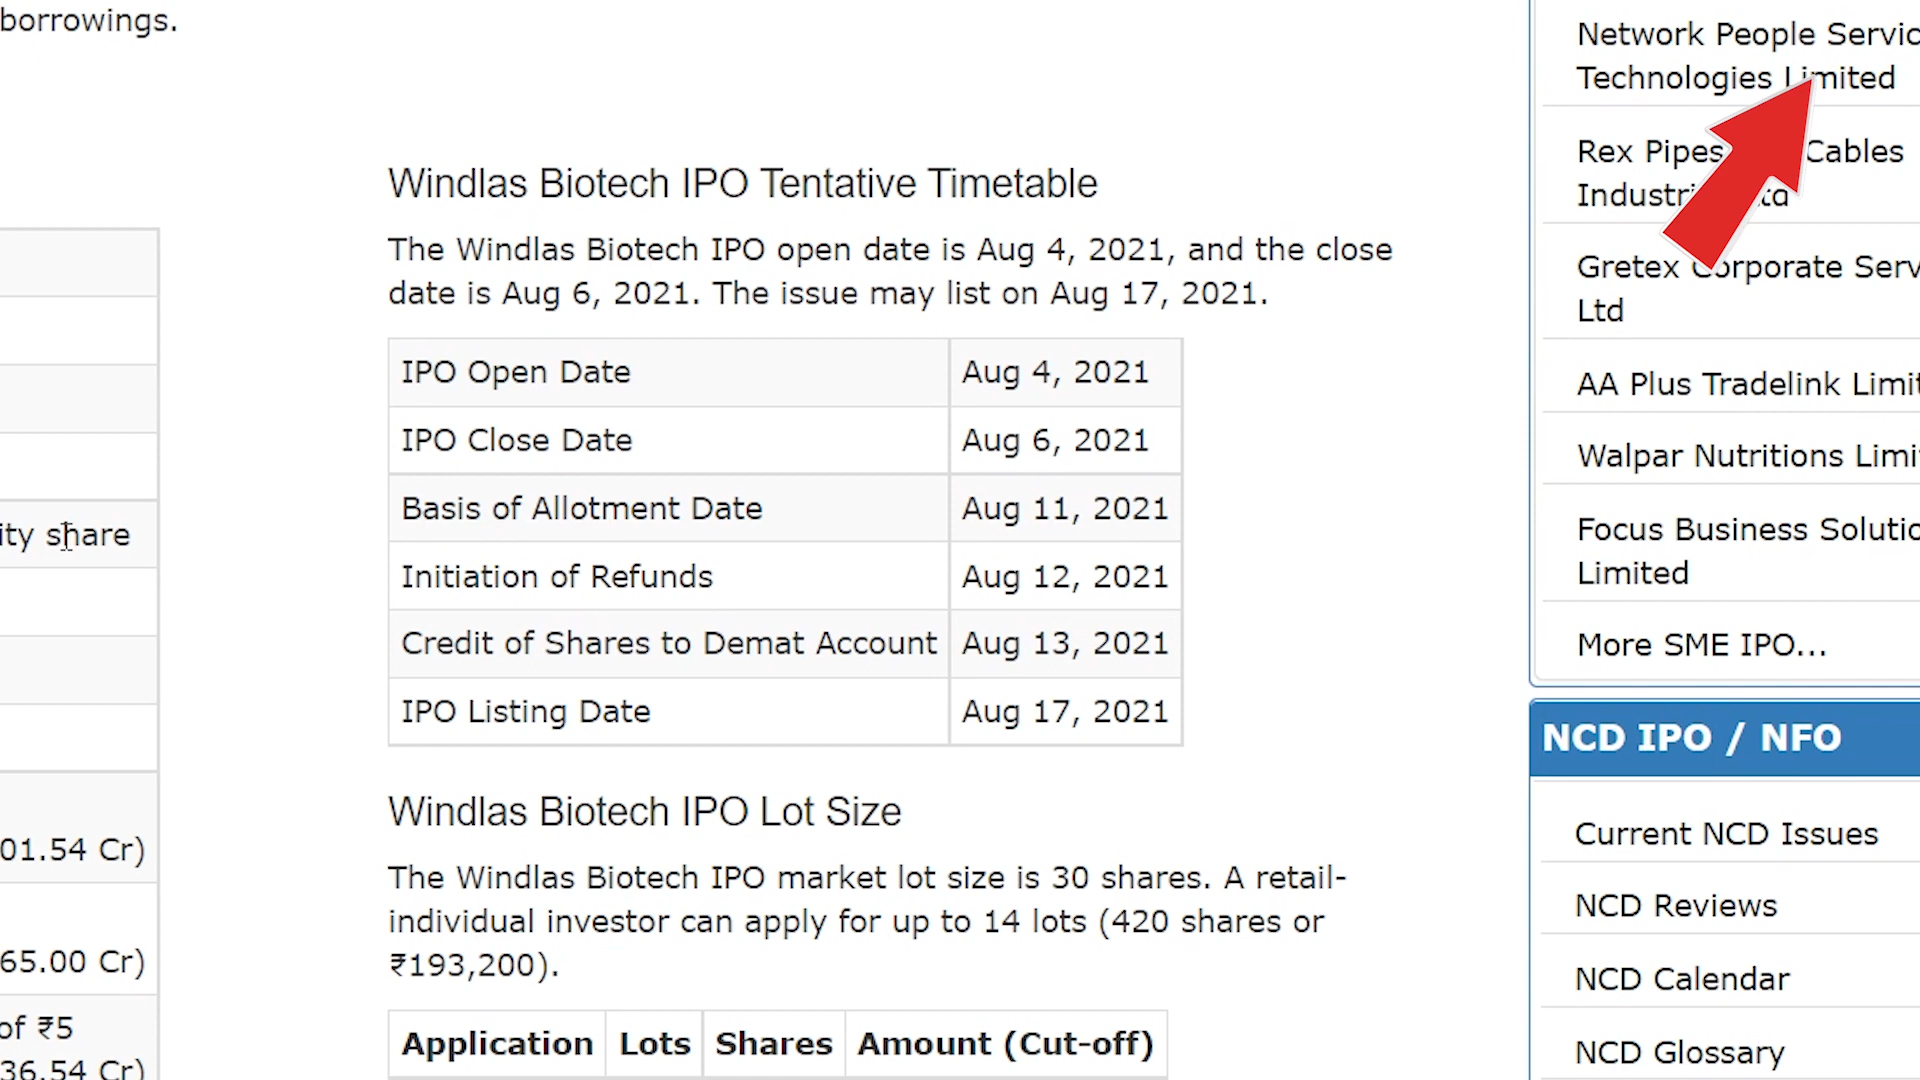 borrowings.
ity share
01.54 Cr)
65.00 Cr)
of ₹5
36.54 Cr)
Windlas Biotech IPO Tentative Timetable
The Windlas Biotech IPO open date is Aug 4, 2021, and the close
date is Aug 6, 2021. The issue may list on Aug 17, 2021.
IPO Open Date Aug 4, 2021
IPO Close Date Aug 6, 2021
Basis of Allotment Date Aug 11, 2021
Initiation of Refunds Aug 12, 2021
Credit of Shares to Demat Account Aug 13, 2021
IPO Listing Date Aug 17, 2021
Windlas Biotech IPO Lot Size
The Windlas Biotech IPO market lot size is 30 shares. A retail-
individual investor can apply for up to 14 lots (420 shares or
₹193,200).
Application Lots Shares Amount (Cut-off)
Network People Servic
Technologies Limited
Rex Pipes Cables
Industri td
Gretex Corporate Serv
Ltd
AA Plus Tradelink Limit
Walpar Nutritions Limi
Focus Business Solutio
Limited
More SME IPO...
NCD IPO / NFO
Current NCD Issues
NCD Reviews
NCD Calendar
NCD Glossary